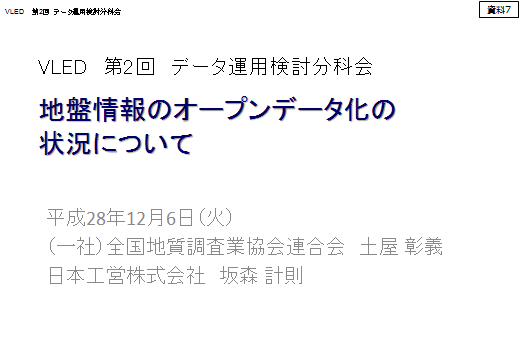 VLED 第2回 データ運用検討分科会
資料7
VLED 第2回 データ運用検討分科会
地盤情報のオープンデータ化の
状況について
平成28年12月6日（火）
（一社）全国地質調査業協会連合会 土屋 彰義
日本工営株式会社 坂森 計則